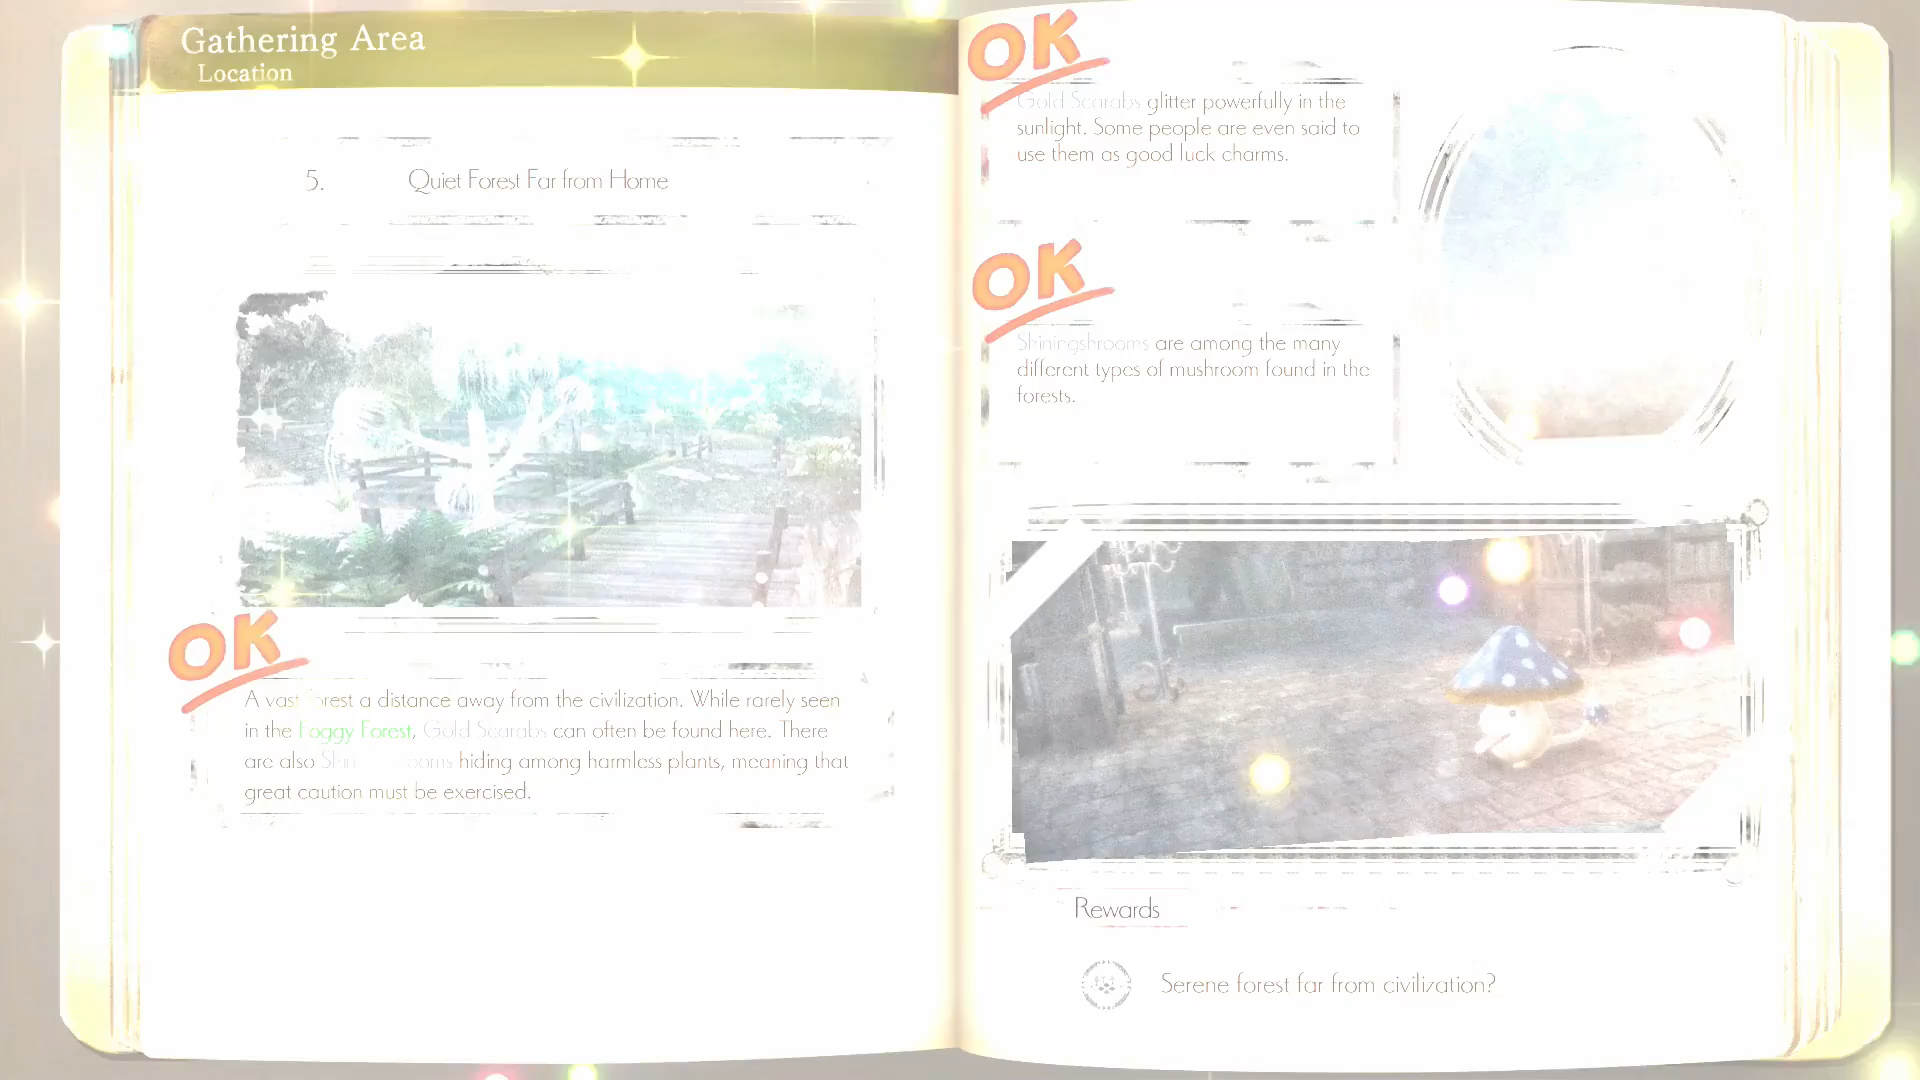 Gathering Area
Location
5. Quiet Forest Far from Home
OK
A vast forest a distance away from the civilization. While rarely seen
in the Foggy Forest, Gold Scarabs can often be found here. There
are also Shiningshrooms hiding among harmless plants, meaning that
great caution must be exercised.
OK
Gold Scarabs glitter powerfully in the
sunlight. Some people are even said to
use them as good luck charms.
OK
Shiningshrooms are among the many
different types of mushroom found in the
forests.
Rewards
Serene forest far from civilization?